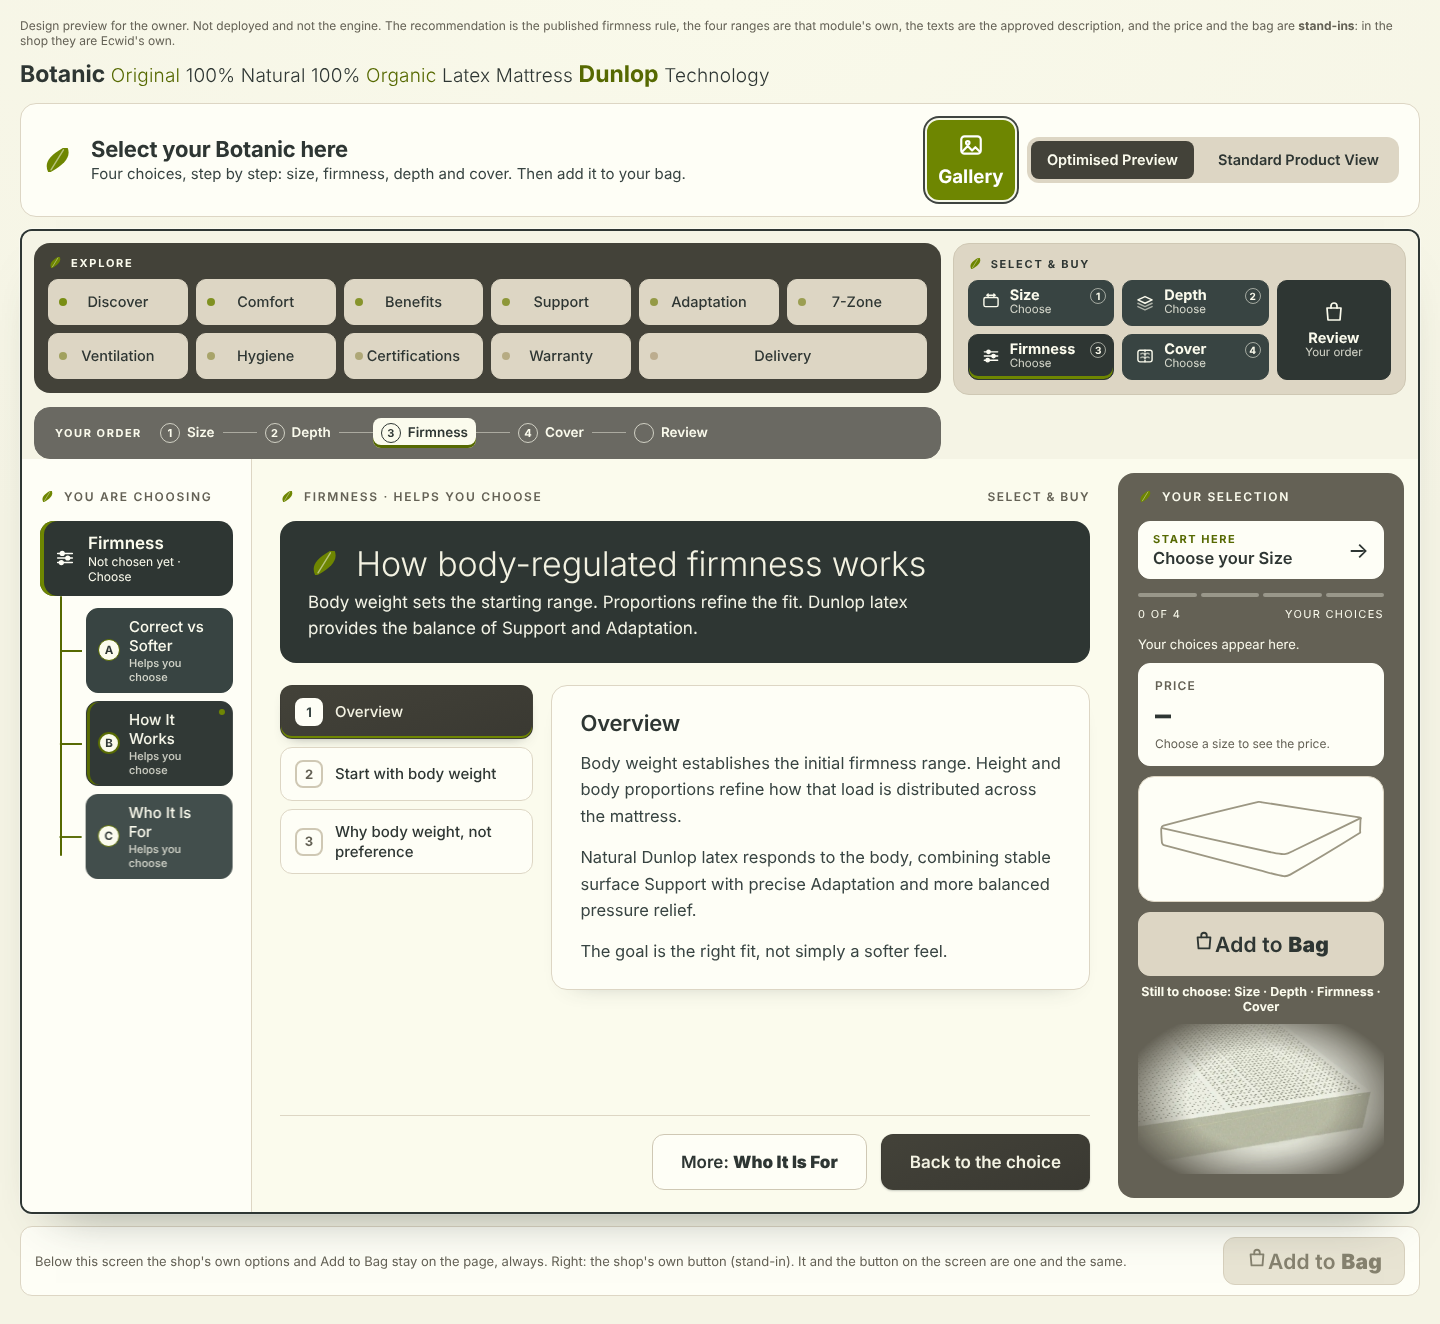 Design preview for the owner. Not deployed and not the engine. The recommendation is the published firmness rule, the four ranges are that module's own, the texts are the approved description, and the price and the bag are stand-ins: in the
shop they are Ecwid's own.
Botanic Original 100% Natural 100% Organic Latex Mattress Dunlop Technology
Select your Botanic here
Four choices, step by step: size, firmness, depth and cover. Then add it to your bag.
Gallery
Optimised Preview
Standard Product View
EXPLORE
Discover
Comfort
Benefits
Support
Adaptation
7-Zone
Ventilation
Hygiene
Certifications
Warranty
Delivery
SELECT & BUY
Size
Choose
1
Depth
Choose
2
Firmness
Choose
3
Cover
Choose
4
Review
Your order
YOUR ORDER
1 Size
2 Depth
3 Firmness
4 Cover
Review
YOU ARE CHOOSING
Firmness
Not chosen yet ·
Choose
A
Correct vs
Softer
Helps you
choose
B
How It
Works
Helps you
choose
C
Who It Is
For
Helps you
choose
FIRMNESS · HELPS YOU CHOOSE
SELECT & BUY
How body-regulated firmness works
Body weight sets the starting range. Proportions refine the fit. Dunlop latex
provides the balance of Support and Adaptation.
1 Overview
2 Start with body weight
3 Why body weight, not
preference
Overview
Body weight establishes the initial firmness range. Height and
body proportions refine how that load is distributed across
the mattress.
Natural Dunlop latex responds to the body, combining stable
surface Support with precise Adaptation and more balanced
pressure relief.
The goal is the right fit, not simply a softer feel.
More: Who It Is For
Back to the choice
YOUR SELECTION
START HERE
Choose your Size
0 OF 4
YOUR CHOICES
Your choices appear here.
PRICE
–
Choose a size to see the price.
Add to Bag
Still to choose: Size · Depth · Firmness ·
Cover
Below this screen the shop's own options and Add to Bag stay on the page, always. Right: the shop's own button (stand-in). It and the button on the screen are one and the same.
Add to Bag